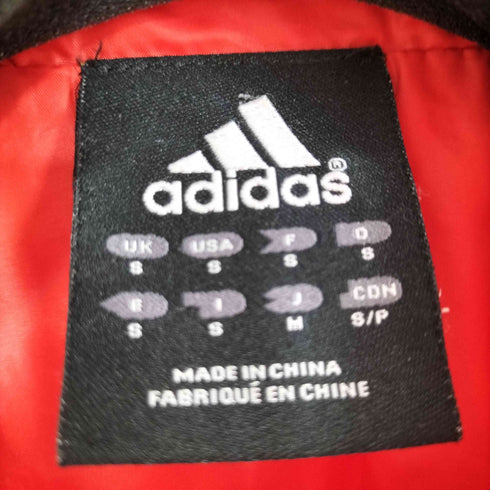 adidas®
UK USA F D
S S S S
E I J CDN
S S M S/P
MADE IN CHINA
FABRIQUÉ EN CHINE